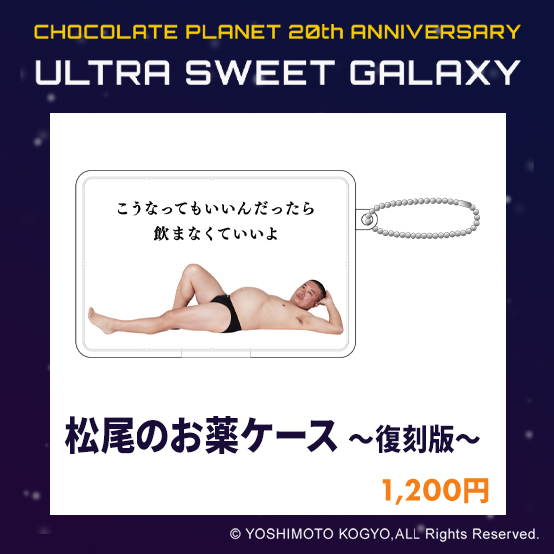 CHOCOLATE PLANET 20th ANNIVERSARY
ULTRA SWEET GALAXY
こうなってもいいんだったら
飲まなくていいよ
松尾のお薬ケース ～復刻版～
1,200円
© YOSHIMOTO KOGYO,ALL Rights Reserved.